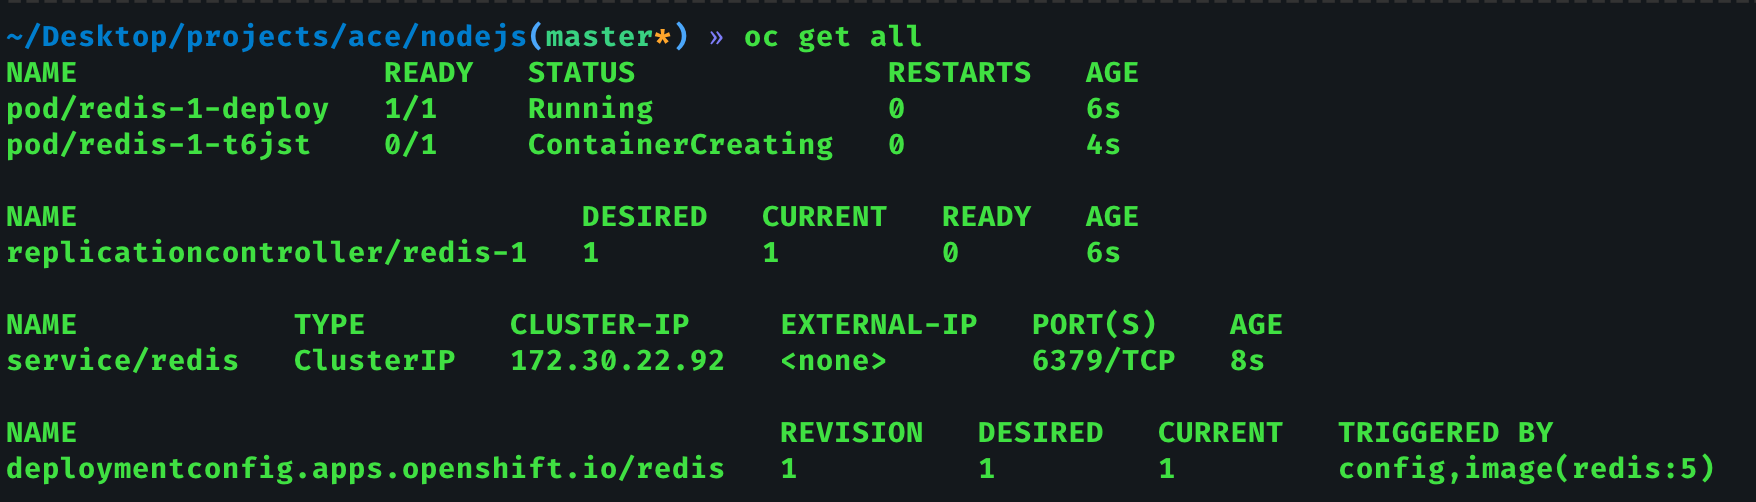 ~/Desktop/projects/ace/nodejs(master*) » oc get all
NAME READY STATUS RESTARTS AGE
pod/redis-1-deploy 1/1 Running 0 6s
pod/redis-1-t6jst 0/1 ContainerCreating 0 4s
NAME DESIRED CURRENT READY AGE
replicationcontroller/redis-1 1 1 0 6s
NAME TYPE CLUSTER-IP EXTERNAL-IP PORT(S) AGE
service/redis ClusterIP 172.30.22.92 <none> 6379/TCP 8s
NAME REVISION DESIRED CURRENT TRIGGERED BY
deploymentconfig.apps.openshift.io/redis 1 1 1 config,image(redis:5)